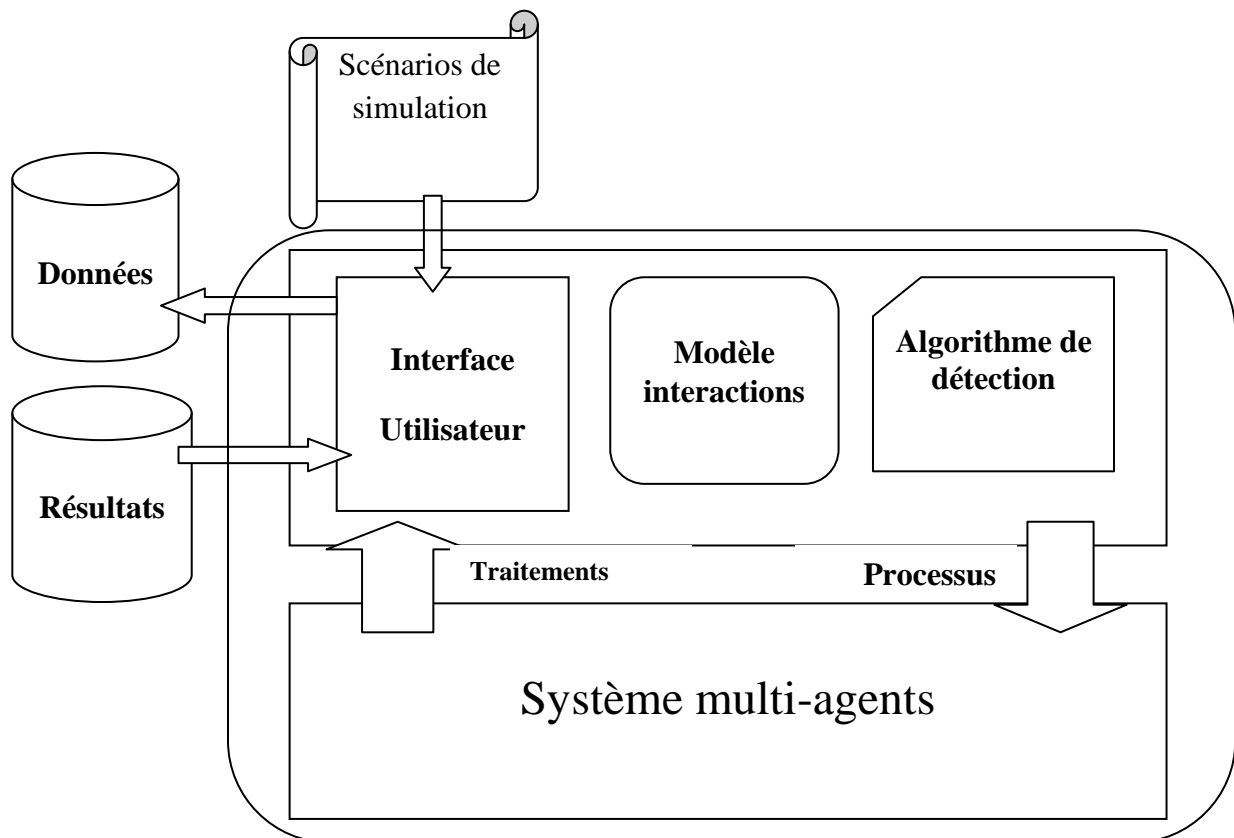 Scénarios de
simulation
Données
Résultats
Interface
Utilisateur
Modèle
interactions
Algorithme de
détection
Traitements
Processus
Système multi-agents